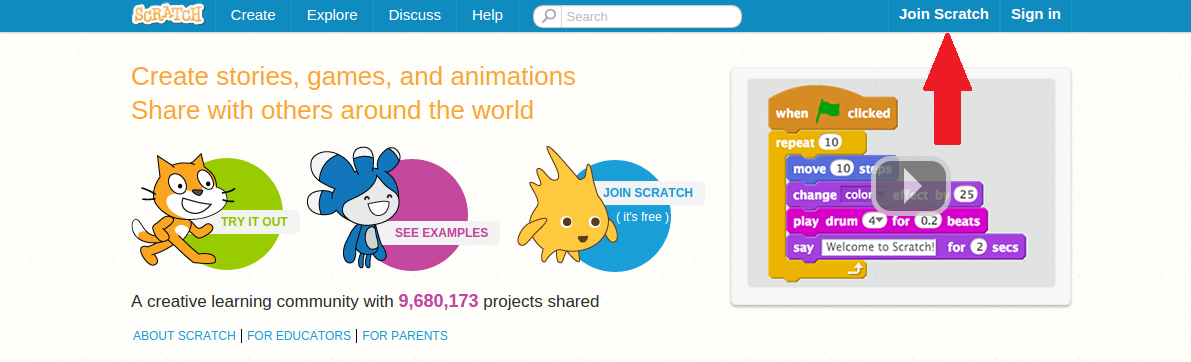 SCRATCH Create Explore Discuss Help Search Join Scratch Sign in
Create stories, games, and animations
Share with others around the world
TRY IT OUT
SEE EXAMPLES
JOIN SCRATCH
( it's free )
when clicked
repeat 10
move 10 steps
change color effect by 25
play drum 4 for 0.2 beats
say Welcome to Scratch! for 2 secs
A creative learning community with 9,680,173 projects shared
ABOUT SCRATCH | FOR EDUCATORS | FOR PARENTS